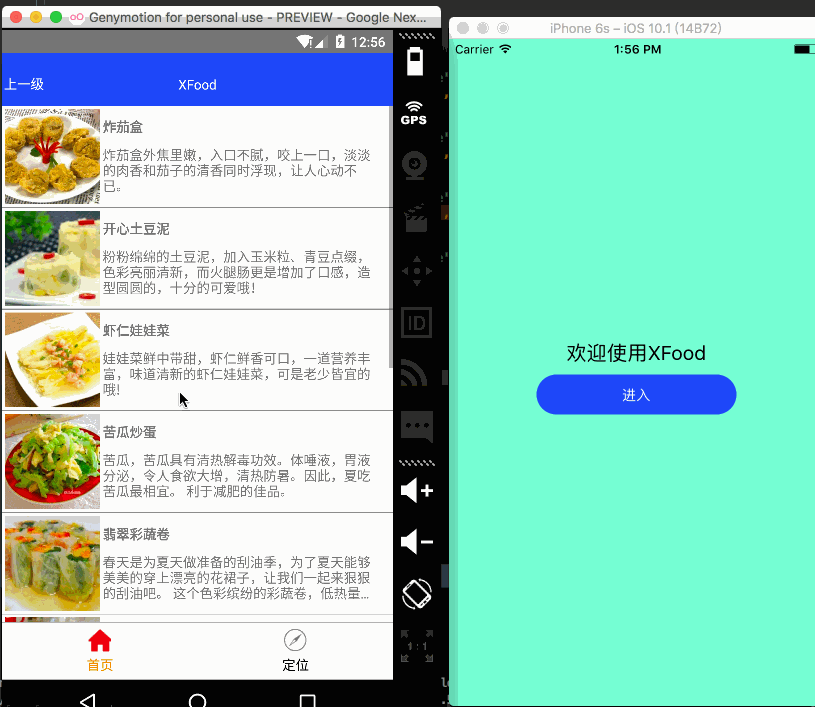 Genymotion for personal use - PREVIEW - Google Nex...
12:56
上一级
XFood
炸茄盒
炸茄盒外焦里嫩，入口不腻，咬上一口，淡淡
的肉香和茄子的清香同时浮现，让人心动不
已。
开心土豆泥
粉粉绵绵的土豆泥，加入玉米粒、青豆点缀，
色彩亮丽清新，而火腿肠更是增加了口感，造
型圆圆的，十分的可爱哦！
虾仁娃娃菜
娃娃菜鲜中带甜，虾仁鲜香可口，一道营养丰
富，味道清新的虾仁娃娃菜，可是老少皆宜的
哦!
苦瓜炒蛋
苦瓜，苦瓜具有清热解毒功效。体唾液，胃液
分泌，令人食欲大增，清热防暑。因此，夏吃
苦瓜最相宜。 利于减肥的佳品。
翡翠彩蔬卷
春天是为夏天做准备的刮油季，为了夏天能够
美美的穿上漂亮的花裙子，让我们一起来狠狠
的刮油吧。 这个色彩缤纷的彩蔬卷，低热量...
首页
定位
GPS
ID
1:1
iPhone 6s – iOS 10.1 (14B72)
Carrier
1:56 PM
欢迎使用XFood
进入